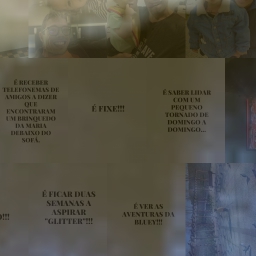 É RECEBER
TELEFONEMAS DE
AMIGOS A DIZER
QUE
ENCONTRARAM
UM BRINQUEDO
DA MARIA
DEBAIXO DO
SOFÁ.
É FIXE!!!
É SABER LIDAR
COM UM
PEQUENO
TORNADO DE
DOMINGO A
DOMINGO...
É FICAR DUAS
SEMANAS À
ASPIRAR
"GLITTER"!!!
É VER AS
AVENTURAS DA
BLUEY!!!